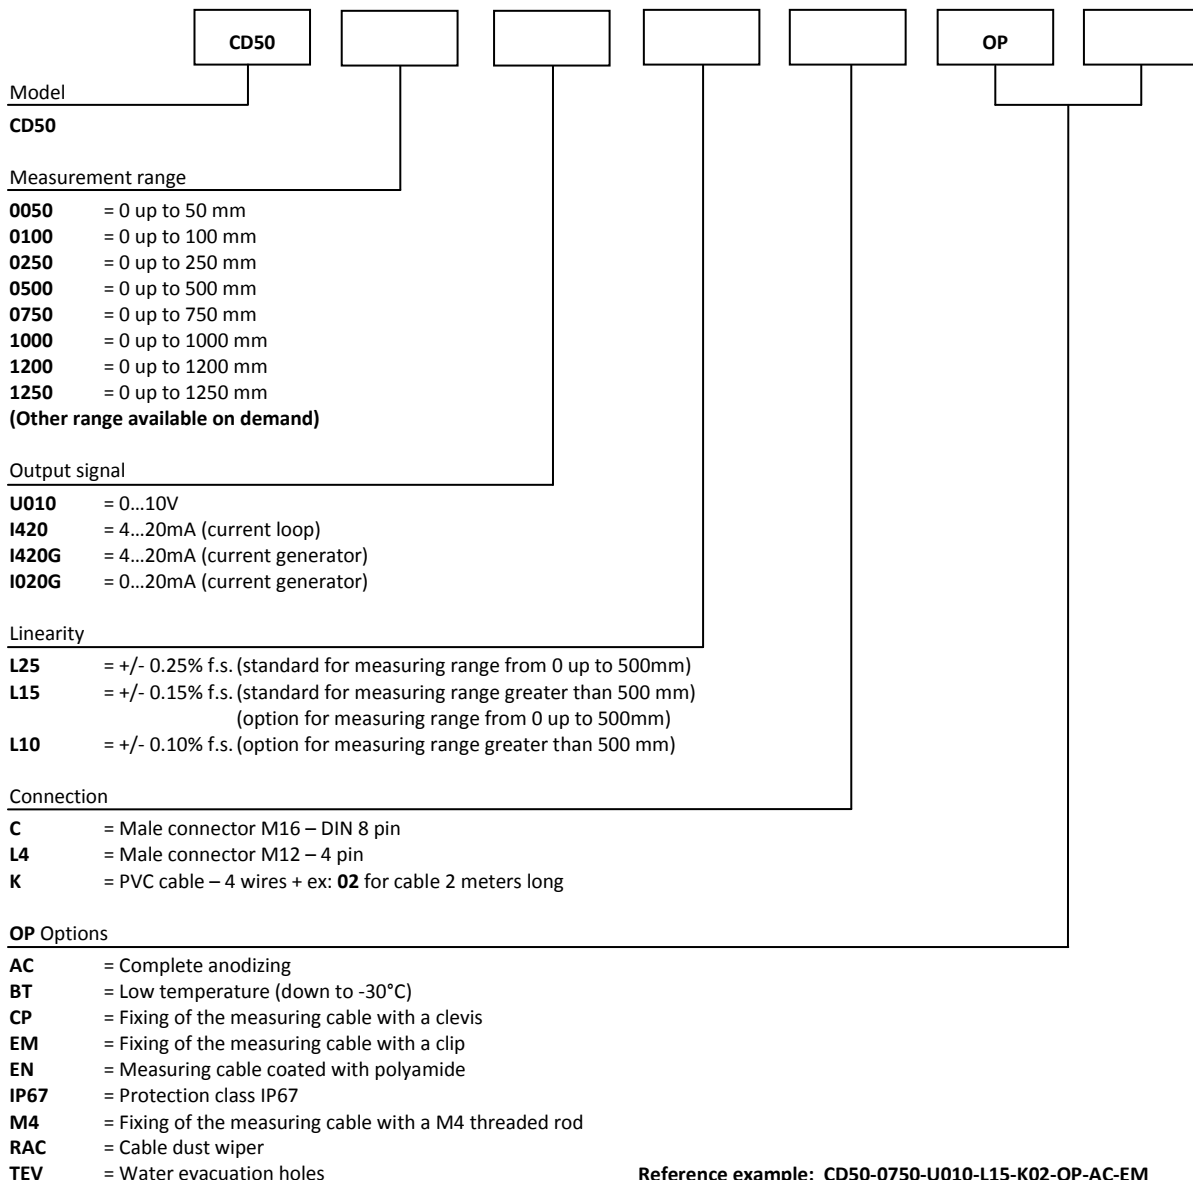 CD50 OP
Model
CD50
Measurement range
0050 = 0 up to 50 mm
0100 = 0 up to 100 mm
0250 = 0 up to 250 mm
0500 = 0 up to 500 mm
0750 = 0 up to 750 mm
1000 = 0 up to 1000 mm
1200 = 0 up to 1200 mm
1250 = 0 up to 1250 mm
(Other range available on demand)
Output signal
U010 = 0...10V
I420 = 4...20mA (current loop)
I420G = 4...20mA (current generator)
I020G = 0...20mA (current generator)
Linearity
L25 = +/- 0.25% f.s. (standard for measuring range from 0 up to 500mm)
L15 = +/- 0.15% f.s. (standard for measuring range greater than 500 mm)
(option for measuring range from 0 up to 500mm)
L10 = +/- 0.10% f.s. (option for measuring range greater than 500 mm)
Connection
C = Male connector M16 – DIN 8 pin
L4 = Male connector M12 – 4 pin
K = PVC cable – 4 wires + ex: 02 for cable 2 meters long
OP Options
AC = Complete anodizing
BT = Low temperature (down to -30°C)
CP = Fixing of the measuring cable with a clevis
EM = Fixing of the measuring cable with a clip
EN = Measuring cable coated with polyamide
IP67 = Protection class IP67
M4 = Fixing of the measuring cable with a M4 threaded rod
RAC = Cable dust wiper
TEV = Water evacuation holes Reference example: CD50-0750-U010-L15-K02-OP-AC-EM